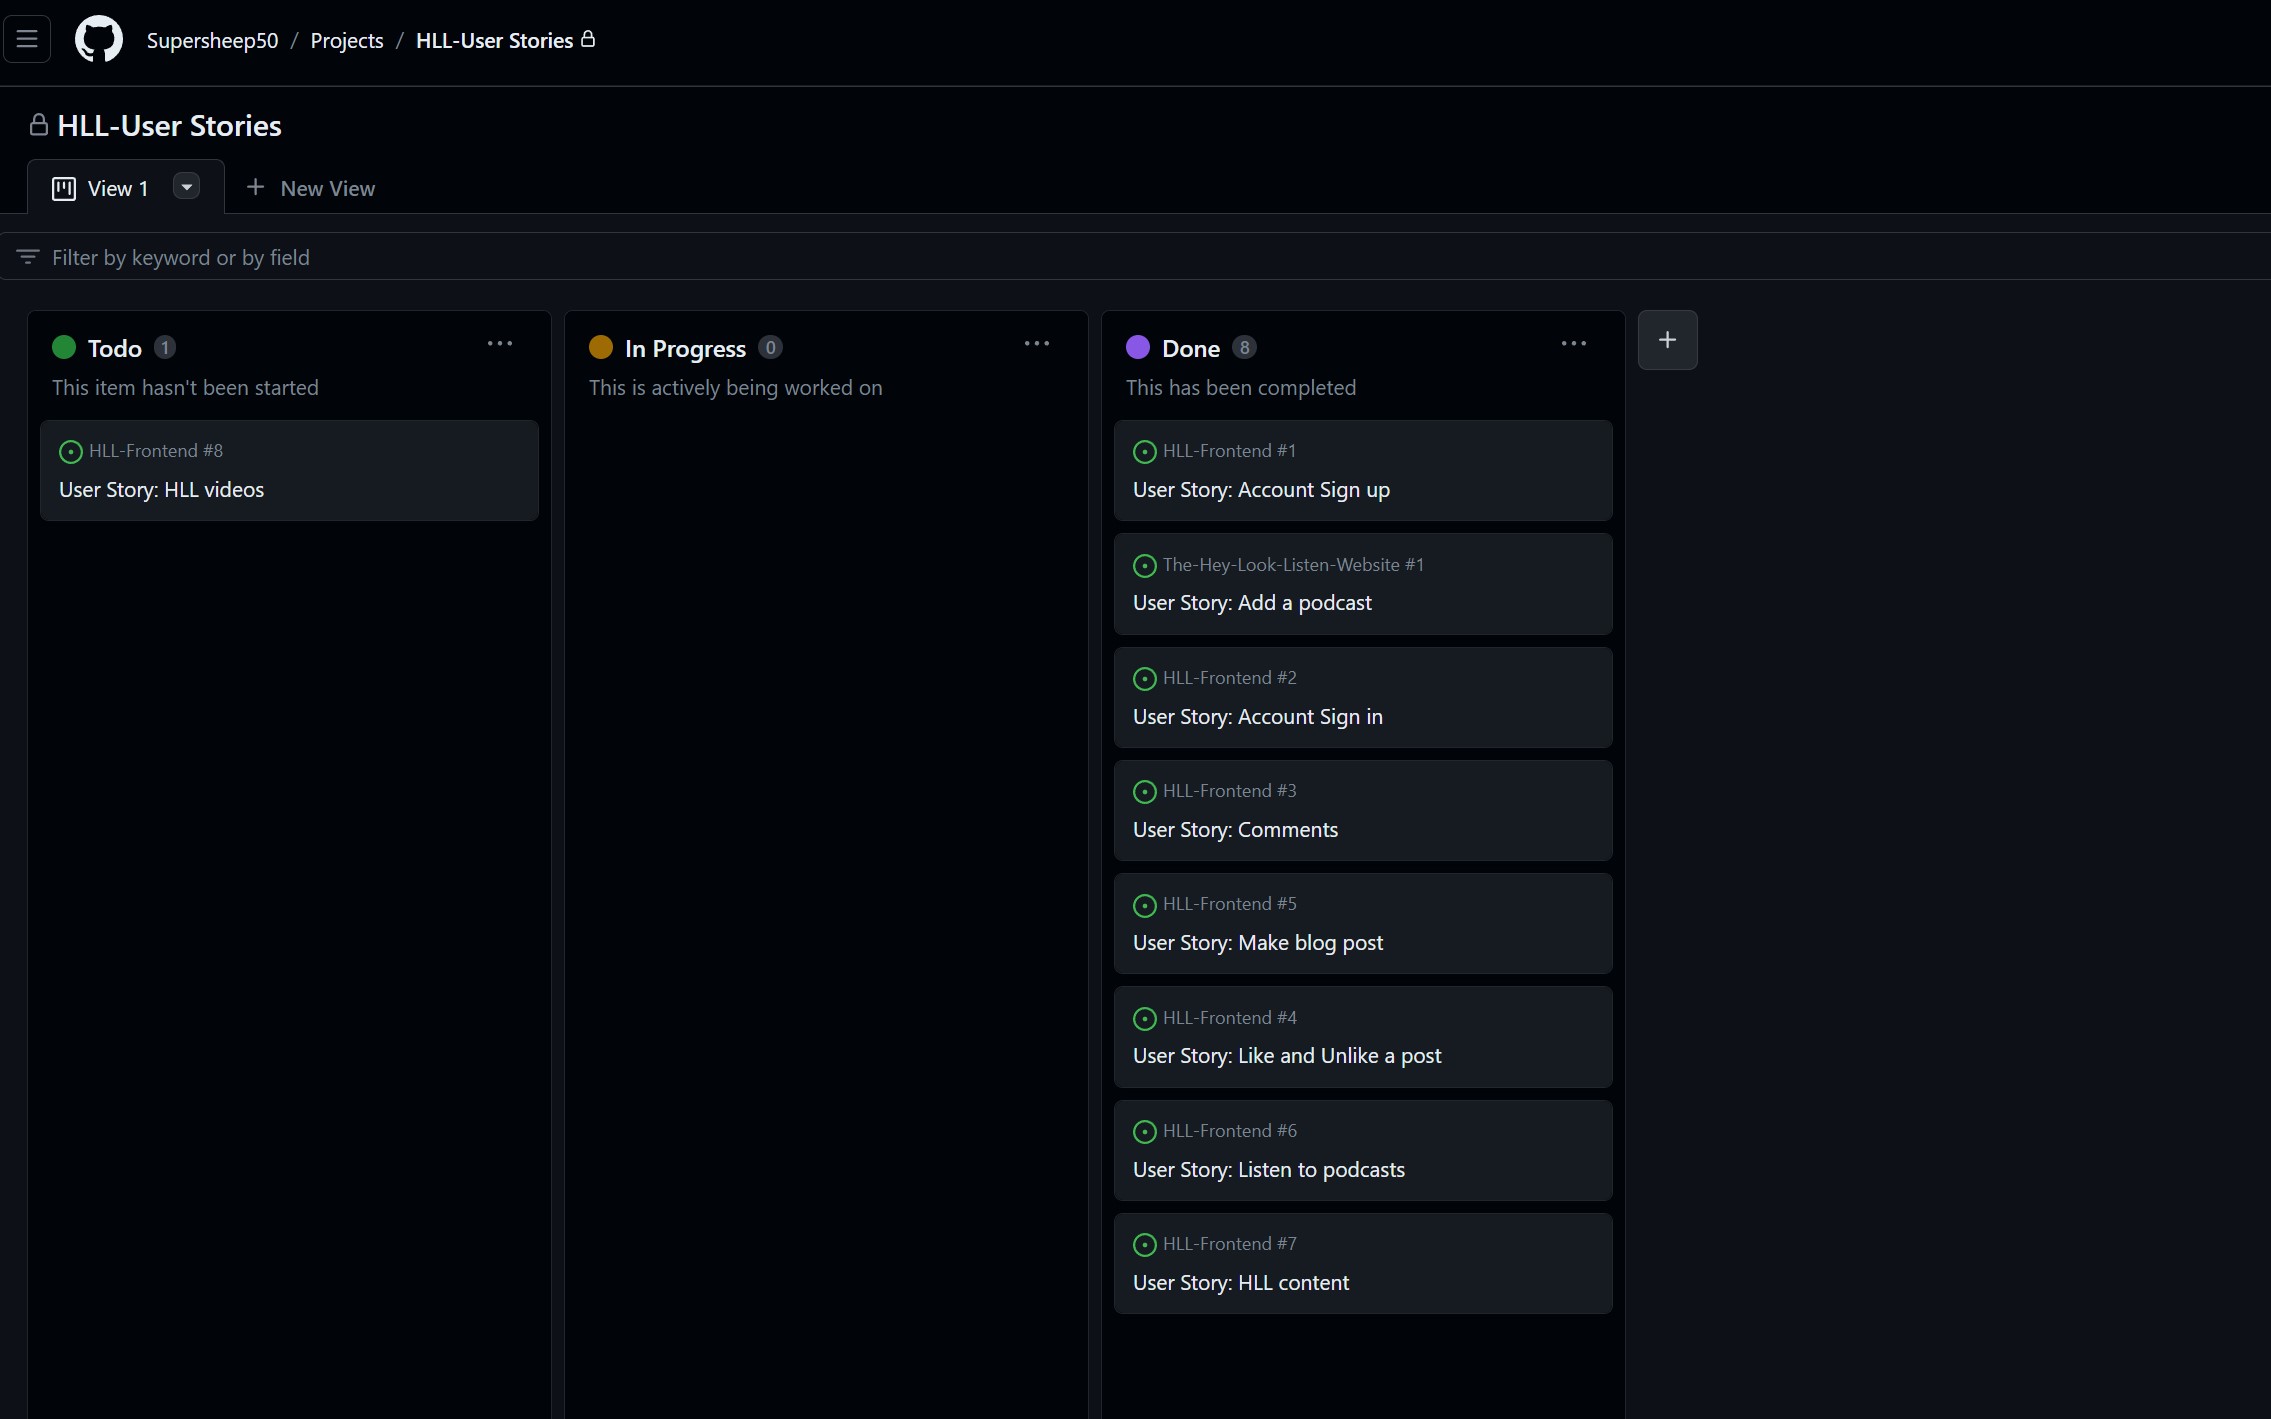 Supersheep50 / Projects / HLL-User Stories
HLL-User Stories
View 1
New View
Filter by keyword or by field
Todo 1
This item hasn't been started
HLL-Frontend #8
User Story: HLL videos
In Progress 0
This is actively being worked on
Done 8
This has been completed
HLL-Frontend #1
User Story: Account Sign up
The-Hey-Look-Listen-Website #1
User Story: Add a podcast
HLL-Frontend #2
User Story: Account Sign in
HLL-Frontend #3
User Story: Comments
HLL-Frontend #5
User Story: Make blog post
HLL-Frontend #4
User Story: Like and Unlike a post
HLL-Frontend #6
User Story: Listen to podcasts
HLL-Frontend #7
User Story: HLL content